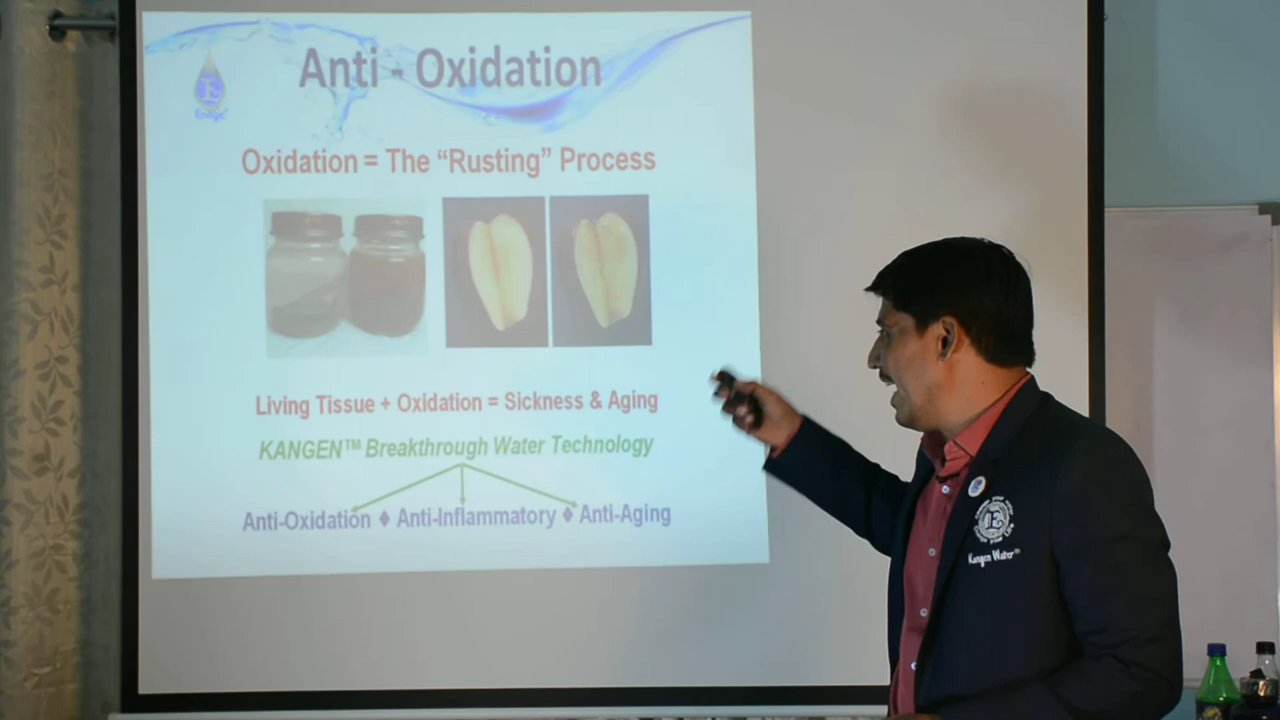 Anti - Oxidation
E
Enagic
Oxidation = The “Rusting” Process
Living Tissue + Oxidation = Sickness & Aging
KANGEN™ Breakthrough Water Technology
Anti-Oxidation ♦ Anti-Inflammatory ♦ Anti-Aging
E
Kangen Water®